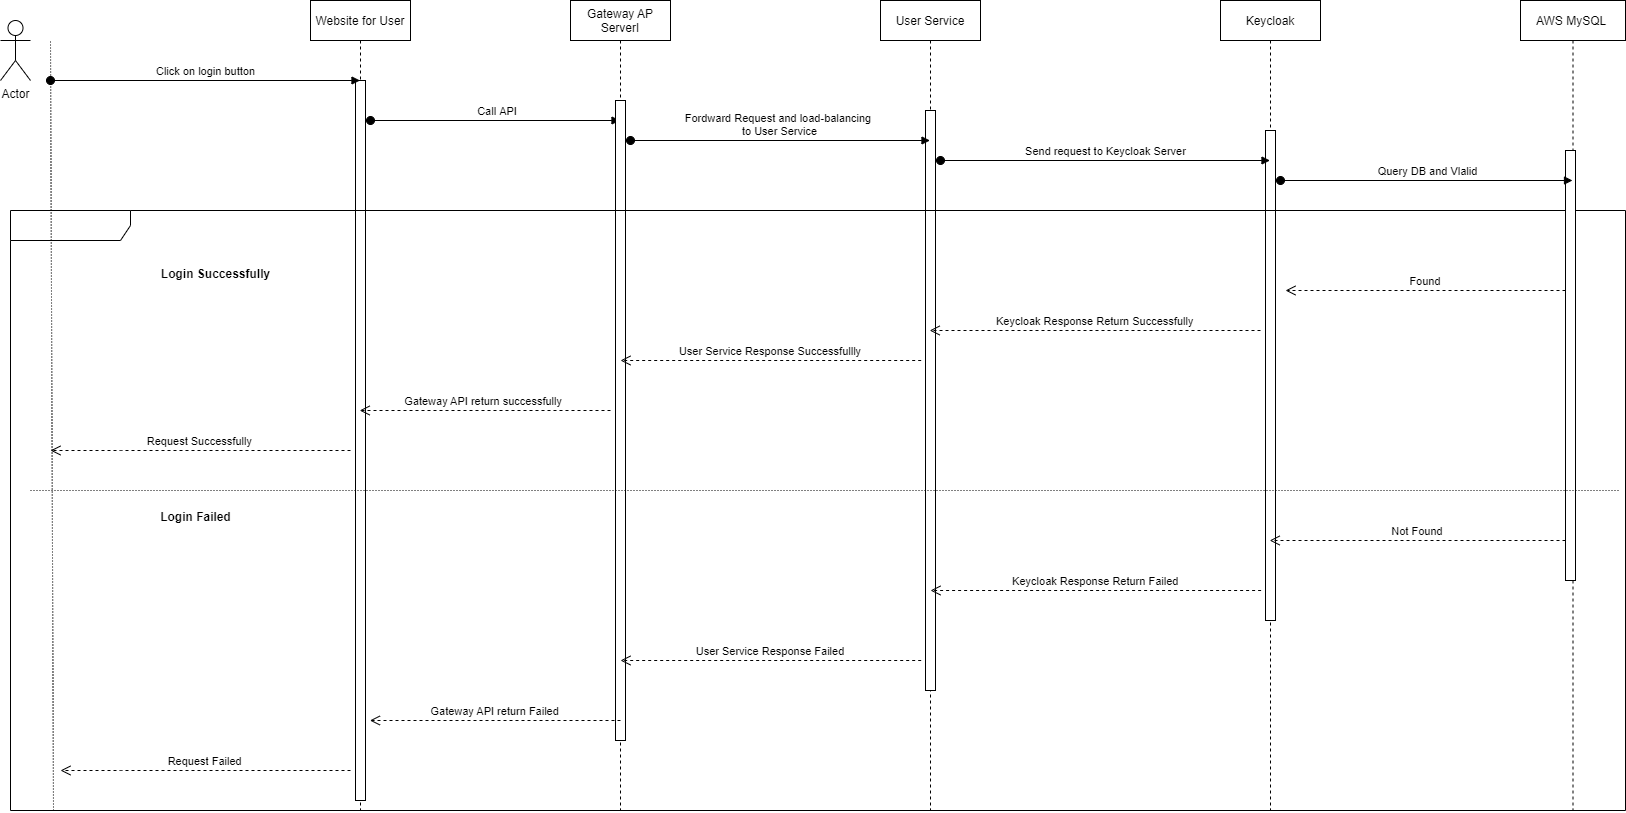 Website for User
Gateway AP
Serverl
User Service
Keycloak
AWS MySQL
Actor
Click on login button
Call API
Fordward Request and load-balancing
to User Service
Send request to Keycloak Server
Query DB and Vlalid
Login Successfully
Found
Keycloak Response Return Successfully
User Service Response Successfullly
Gateway API return successfully
Request Successfully
Login Failed
Not Found
Keycloak Response Return Failed
User Service Response Failed
Gateway API return Failed
Request Failed